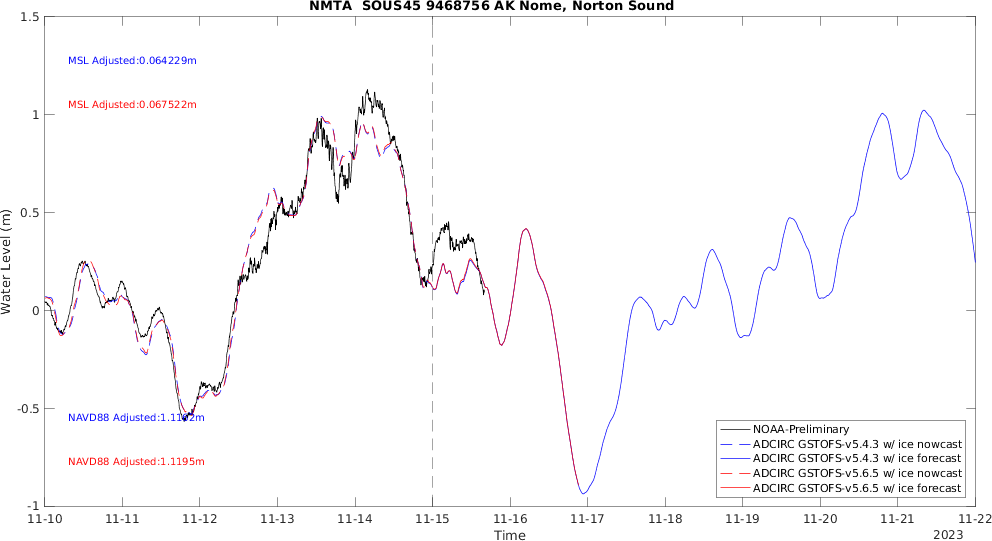 NMTA  SOUS45 9468756 AK Nome, Norton Sound
MSL Adjusted:0.064229m
MSL Adjusted:0.067522m
NAVD88 Adjusted:1.1192m
NAVD88 Adjusted:1.1195m
Water Level (m)
1.5
1
0.5
0
-0.5
-1
NOAA-Preliminary
ADCIRC GSTOFS-v5.4.3 w/ ice nowcast
ADCIRC GSTOFS-v5.4.3 w/ ice forecast
ADCIRC GSTOFS-v5.6.5 w/ ice nowcast
ADCIRC GSTOFS-v5.6.5 w/ ice forecast
11-10 11-11 11-12 11-13 11-14 11-15 11-16 11-17 11-18 11-19 11-20 11-21 11-22
Time
2023